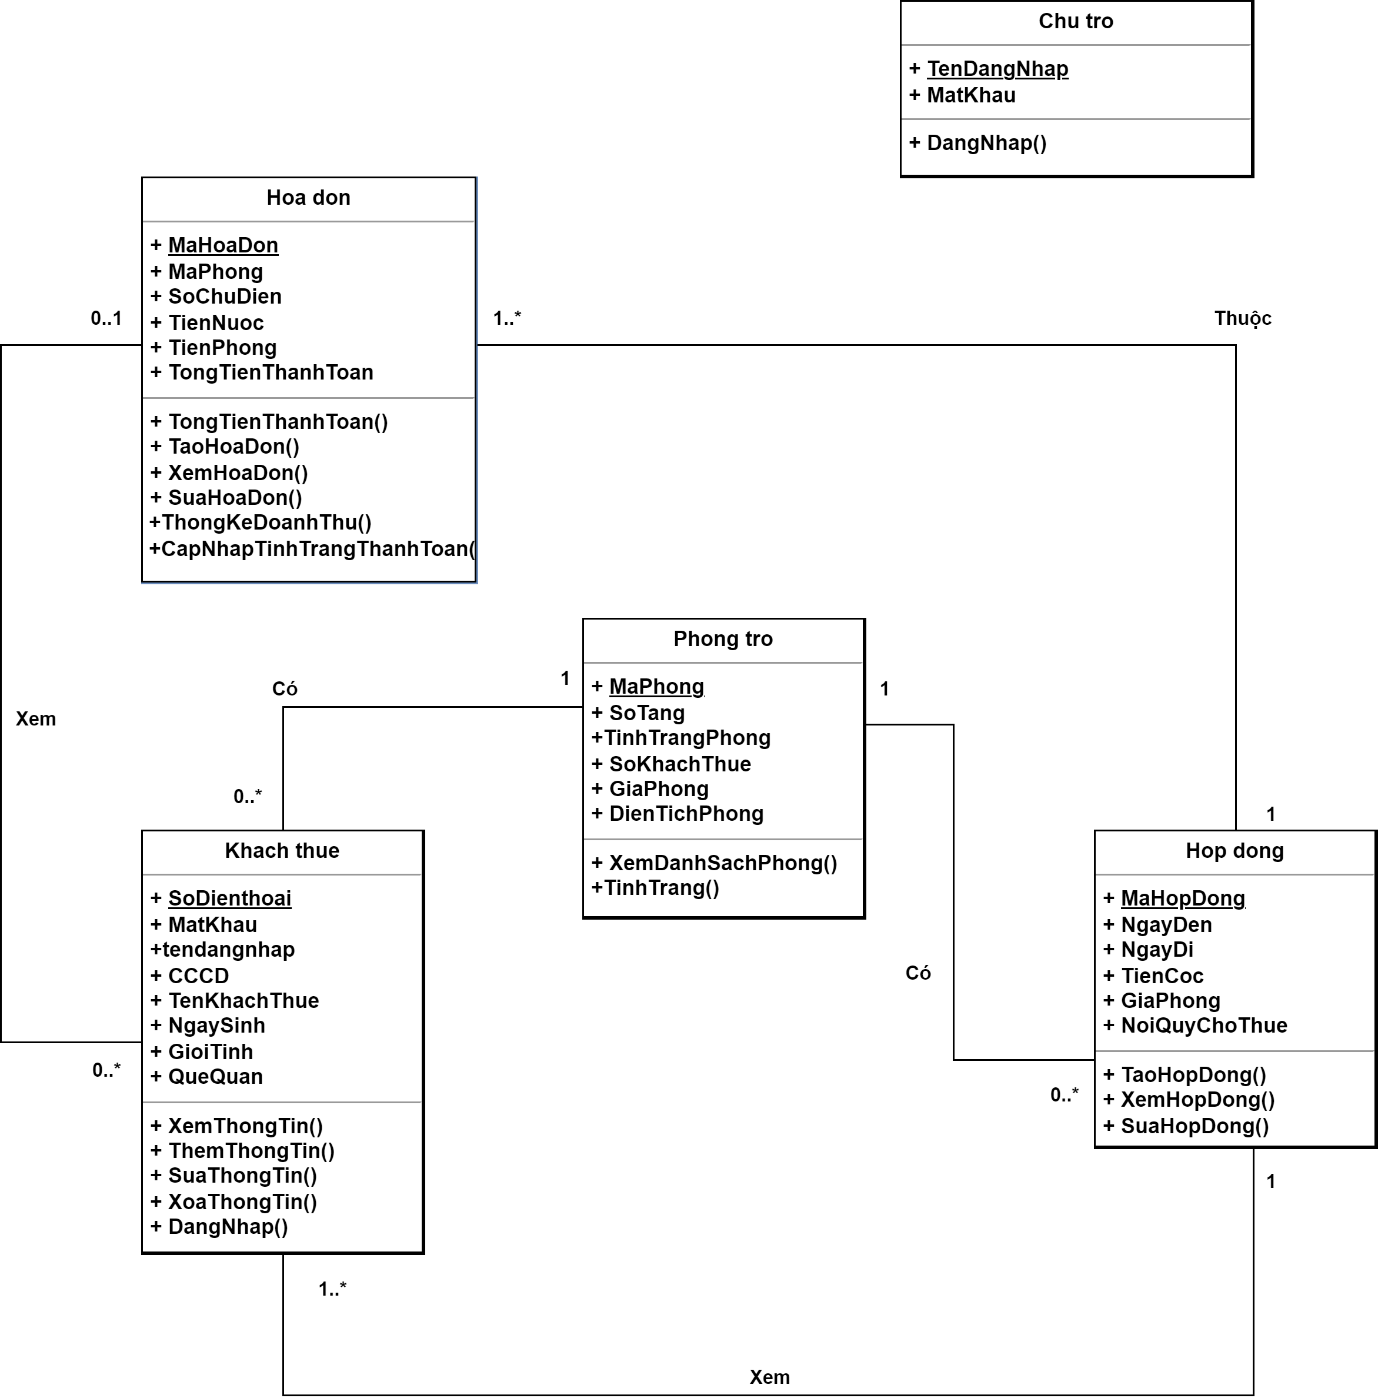 Chu tro
+ TenDangNhap
+ MatKhau
+ DangNhap()
Hoa don
+ MaHoaDon
+ MaPhong
+ SoChuDien
+ TienNuoc
+ TienPhong
+ TongTienThanhToan
+ TongTienThanhToan()
+ TaoHoaDon()
+ XemHoaDon()
+ SuaHoaDon()
+ThongKeDoanhThu()
+CapNhapTinhTrangThanhToan(
0..1
1..*
Thuộc
Xem
Có
1
0..*
Phong tro
+ MaPhong
+ SoTang
+TinhTrangPhong
+ SoKhachThue
+ GiaPhong
+ DienTichPhong
+ XemDanhSachPhong()
+TinhTrang()
1
Có
0..*
1
Khach thue
+ SoDienthoai
+ MatKhau
+tendangnhap
+ CCCD
+ TenKhachThue
+ NgaySinh
+ GioiTinh
+ QueQuan
+ XemThongTin()
+ ThemThongTin()
+ SuaThongTin()
+ XoaThongTin()
+ DangNhap()
0..*
Hop dong
+ MaHopDong
+ NgayDen
+ NgayDi
+ TienCoc
+ GiaPhong
+ NoiQuyChoThue
+ TaoHopDong()
+ XemHopDong()
+ SuaHopDong()
1
1..*
Xem